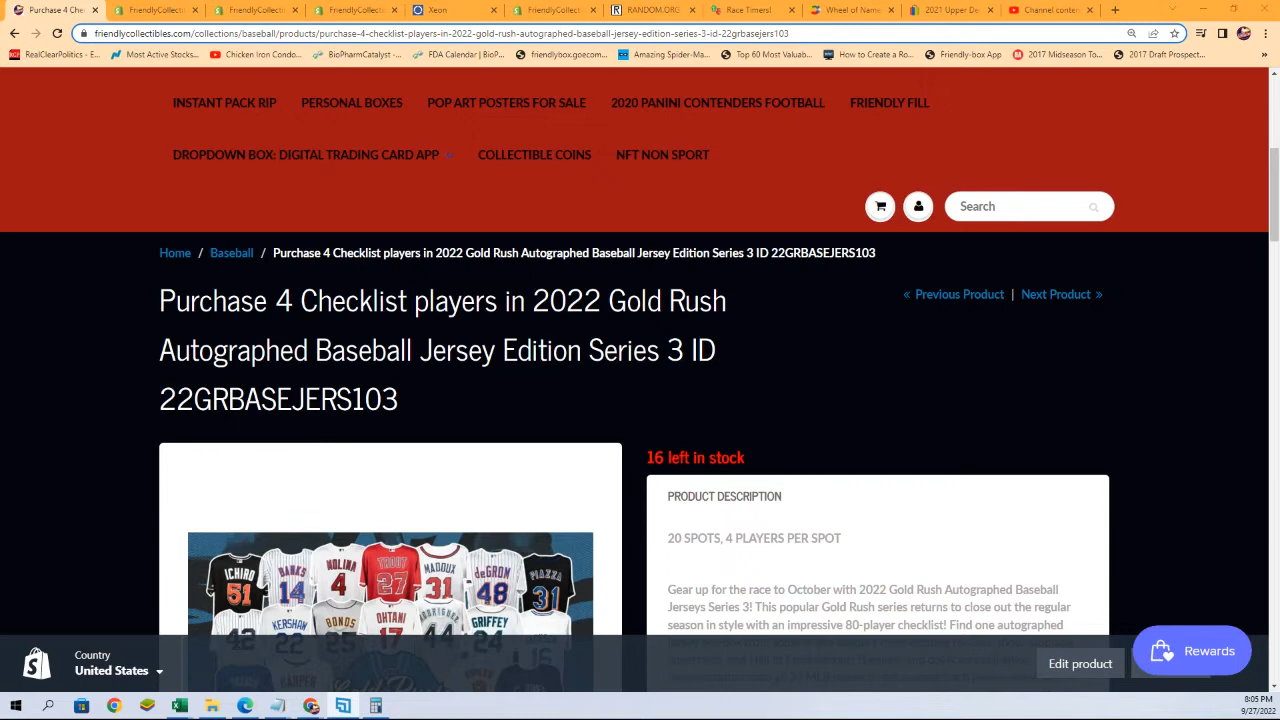 Purchase 4 Chec
FriendlyCollectib
FriendlyCollectib
FriendlyCollectib
Xeon
FriendlyCollectib
RANDOM.ORG
Race Timers!
Wheel of Name
2021 Upper De
Channel conten
friendlycollectibles.com/collections/baseball/products/purchase-4-checklist-players-in-2022-gold-rush-autographed-baseball-jersey-edition-series-3-id-22grbasejers103
RealClearPolitics - E...
Most Active Stocks...
Chicken Iron Condo...
BioPharmCatalyst -...
FDA Calendar | BioP...
friendlybox.goecom...
Amazing Spider-Ma...
Top 60 Most Valuab...
How to Create a Ro...
Friendly-box App
2017 Midseason To...
2017 Draft Prospect...
INSTANT PACK RIP PERSONAL BOXES POP ART POSTERS FOR SALE 2020 PANINI CONTENDERS FOOTBALL FRIENDLY FILL
DROPDOWN BOX: DIGITAL TRADING CARD APP COLLECTIBLE COINS NFT NON SPORT
Search
Home / Baseball / Purchase 4 Checklist players in 2022 Gold Rush Autographed Baseball Jersey Edition Series 3 ID 22GRBASEJERS103
« Previous Product | Next Product »
Purchase 4 Checklist players in 2022 Gold Rush
Autographed Baseball Jersey Edition Series 3 ID
22GRBASEJERS103
16 left in stock
PRODUCT DESCRIPTION
20 SPOTS, 4 PLAYERS PER SPOT
Gear up for the race to October with 2022 Gold Rush Autographed Baseball
Jerseys Series 3! This popular Gold Rush series returns to close out the regular
season in style with an impressive 80-player checklist! Find one autographed
ICHIRO 51
BANKS 14
MOLINA 4
TROUT 27
MADDUX 31
deGROM 48
PIAZZA 31
42
KERSHAW 22
BONDS 25
OHTANI 17
44
GRIFFEY 24
15
Country
United States
Edit product
Rewards
8:05 PM
9/27/2022